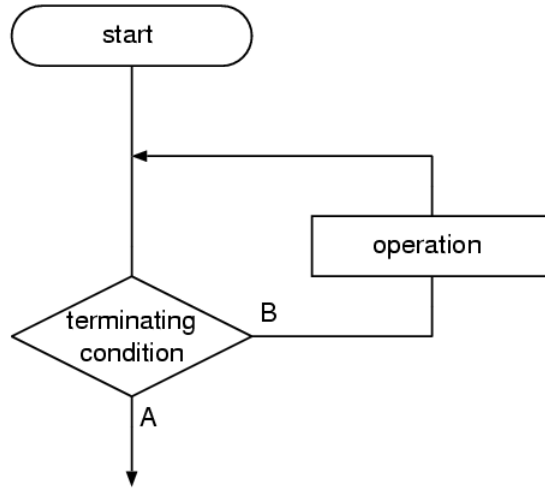 start
operation
terminating
condition
B
A